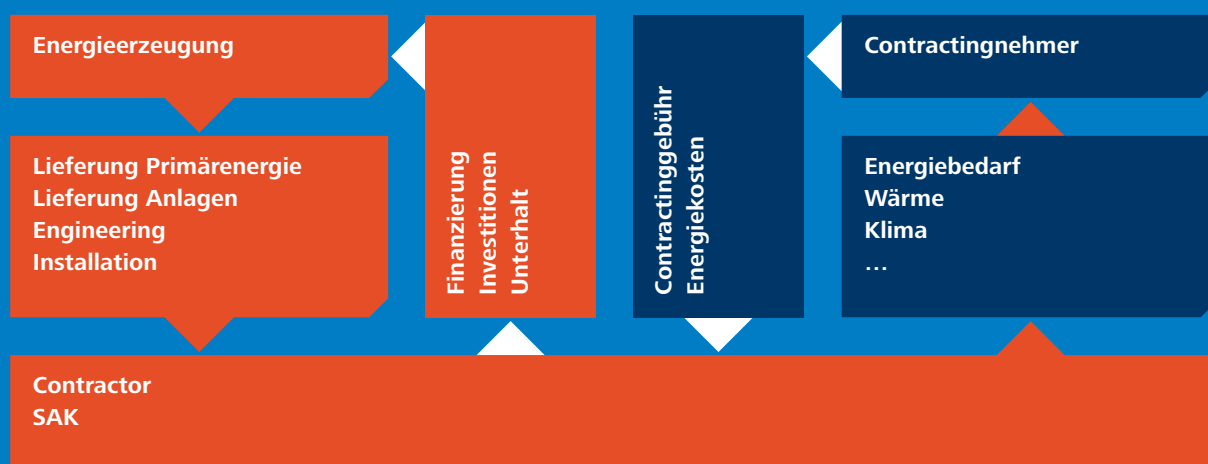 Energieerzeugung
Lieferung Primärenergie
Lieferung Anlagen
Engineering
Installation
Finanzierung
Investitionen
Unterhalt
Contractinggebühr
Energiekosten
Contractingnehmer
Energiebedarf
Wärme
Klima
…
Contractor
SAK